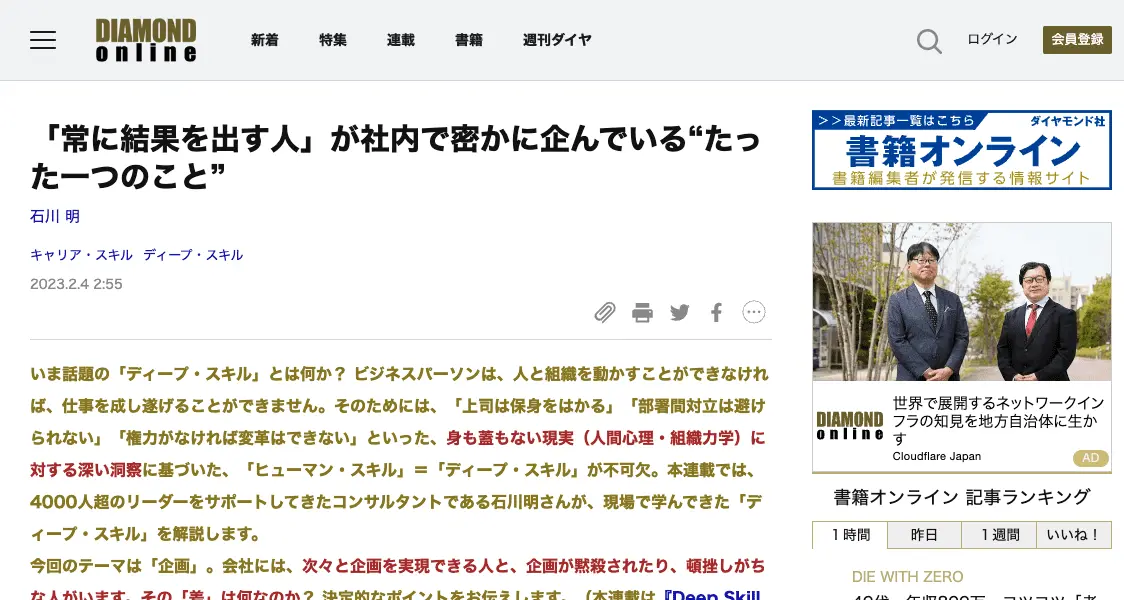 DIAMOND
online
新着 特集 連載 書籍 週刊ダイヤ
ログイン
会員登録
「常に結果を出す人」が社内で密かに企んでいる“たっ
た一つのこと”
石川 明
キャリア・スキル ディープ・スキル
2023.2.4 2:55
いま話題の「ディープ・スキル」とは何か？ ビジネスパーソンは、人と組織を動かすことができなけれ
ば、仕事を成し遂げることができません。そのためには、「上司は保身をはかる」「部署間対立は避け
られない」「権力がなければ変革はできない」といった、身も蓋もない現実（人間心理・組織力学）に
対する深い洞察に基づいた、「ヒューマン・スキル」＝「ディープ・スキル」が不可欠。本連載では、
4000人超のリーダーをサポートしてきたコンサルタントである石川明さんが、現場で学んできた「デ
ィープ・スキル」を解説します。
今回のテーマは「企画」。会社には、次々と企画を実現できる人と、企画が黙殺されたり、頓挫しがち
な人がいます。その「差」は何なのか？ 決定的なポイントをお伝えします。（本連載は『Deep Skill
>>最新記事一覧はこちら
ダイヤモンド社
書籍オンライン
書籍編集者が発信する情報サイト
DIAMOND
online
世界で展開するネットワークイン
フラの知見を地方自治体に生か
す
Cloudflare Japan
AD
書籍オンライン 記事ランキング
１時間 昨日 １週間 いいね！
DIE WITH ZERO